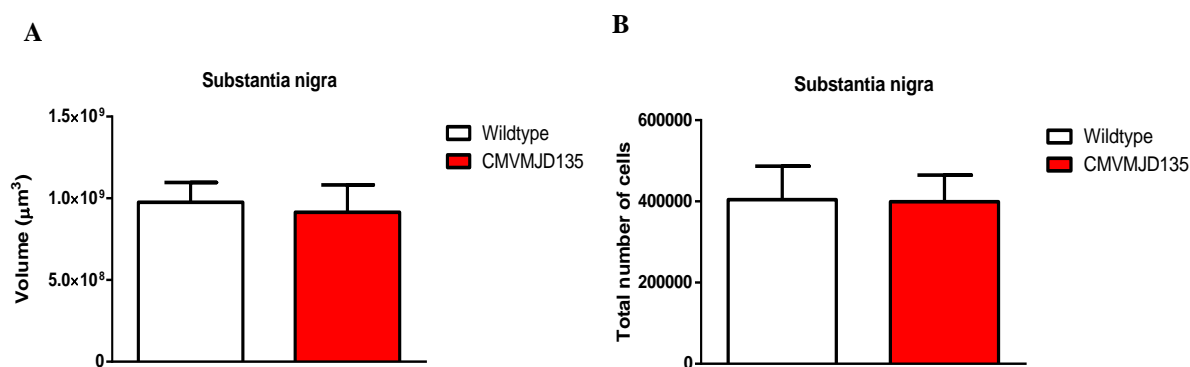 A
Substantia nigra
Volume (µm³)
1.5×10⁹
1.0×10⁹
5.0×10⁸
0
Wildtype
CMVMJD135
B
Substantia nigra
Total number of cells
600000
400000
200000
0
Wildtype
CMVMJD135